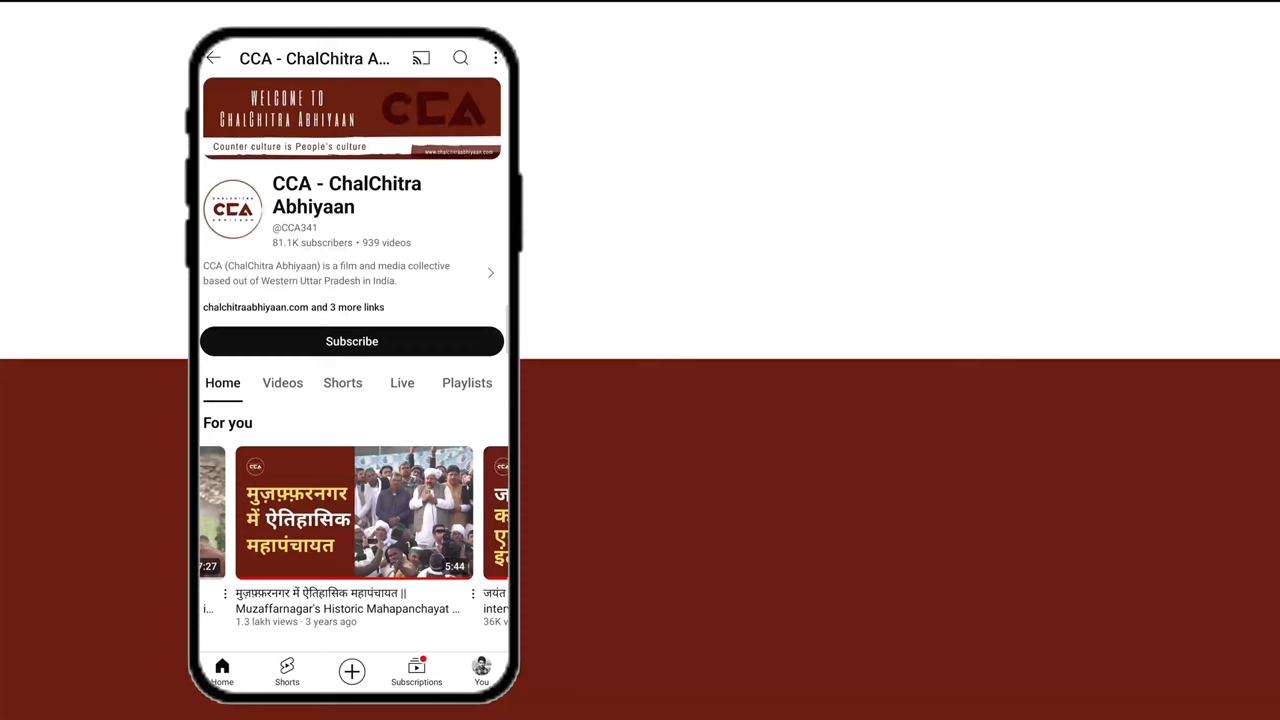 CCA - ChalChitra A...
WELCOME TO
CHALCHITRA ABHIYAAN
CCA
Counter culture is People's culture
www.chalchitraabhiyaan.com
CHALCHITRA
CCA
ABHIYAAN
CCA - ChalChitra
Abhiyaan
@CCA341
81.1K subscribers • 939 videos
CCA (ChalChitra Abhiyaan) is a film and media collective
based out of Western Uttar Pradesh in India.
chalchitraabhiyaan.com and 3 more links
Subscribe
Home Videos Shorts Live Playlists
For you
7:27
CCA
मुज़फ़्फ़रनगर
में ऐतिहासिक
महापंचायत
5:44
i...
मुज़फ़्फ़रनगर में ऐतिहासिक महापंचायत ||
Muzaffarnagar's Historic Mahapanchayat ...
1.3 lakh views · 3 years ago
जयंत
inter
36K v
Home Shorts Subscriptions You